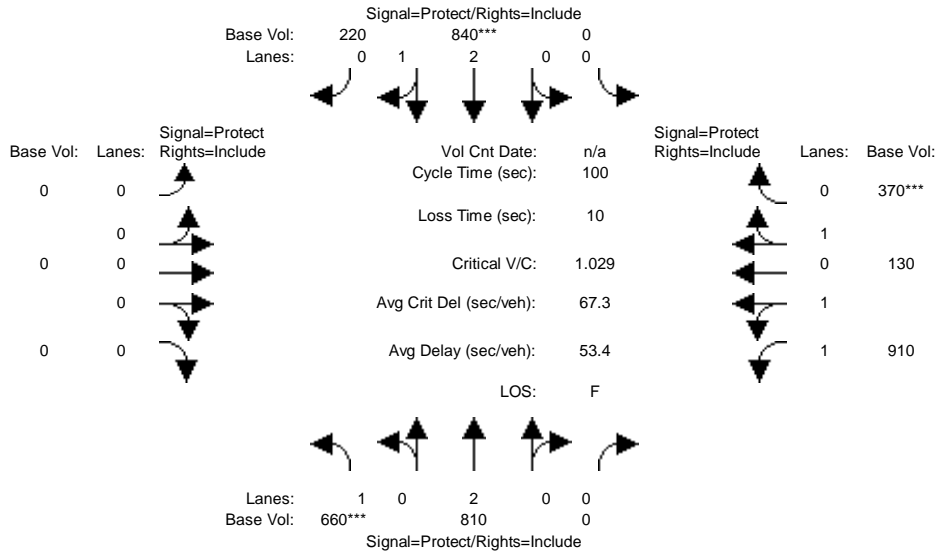 Signal=Protect/Rights=Include
Base Vol: 220 840*** 0
Lanes: 0 1 2 0 0
Signal=Protect
Base Vol: Lanes: Rights=Include
Vol Cnt Date: n/a
Signal=Protect
Rights=Include Lanes: Base Vol:
Cycle Time (sec): 100
0 0
0 370***
Loss Time (sec): 10
0
1
0 0
Critical V/C: 1.029
0 130
0
Avg Crit Del (sec/veh): 67.3
1
0 0
Avg Delay (sec/veh): 53.4
1 910
LOS: F
Lanes: 1 0 2 0 0
Base Vol: 660*** 810 0
Signal=Protect/Rights=Include